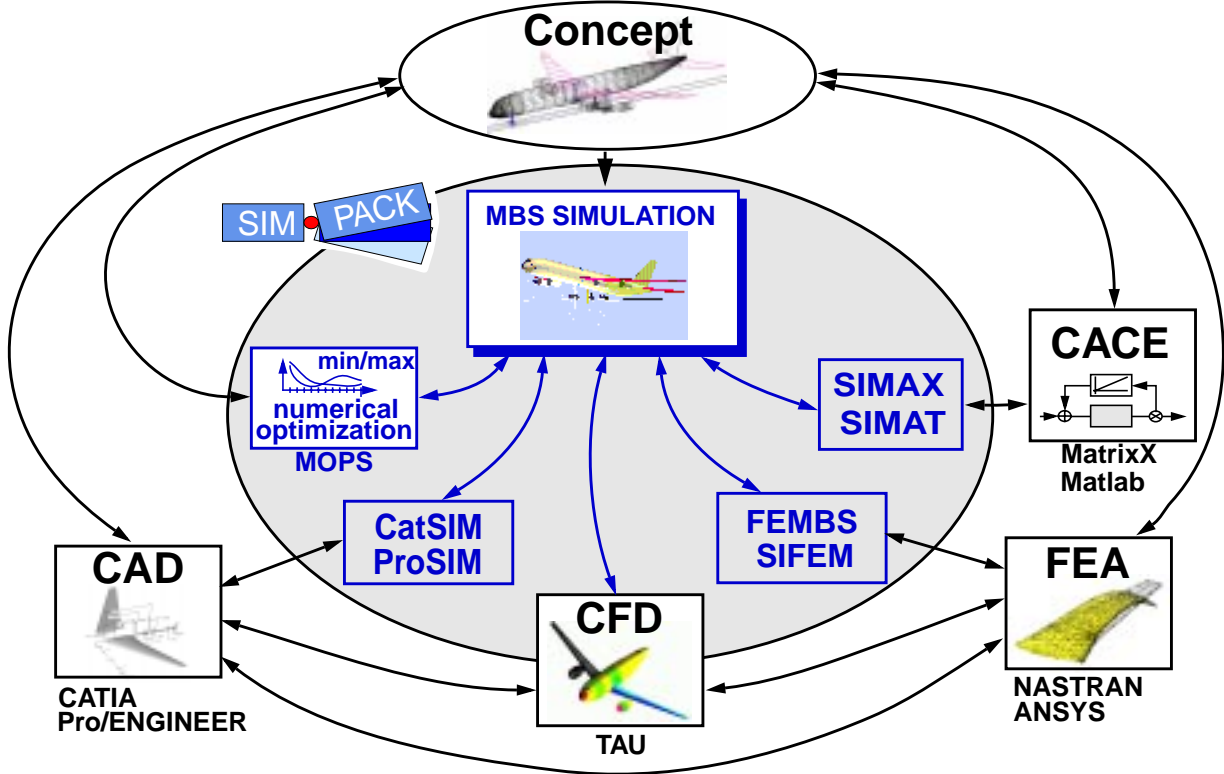 Concept
SIM PACK
MBS SIMULATION
min/max
numerical
optimization
MOPS
SIMAX
SIMAT
CACE
MatrixX
Matlab
CatSIM
ProSIM
FEMBS
SIFEM
CAD
CATIA
Pro/ENGINEER
CFD
TAU
FEA
NASTRAN
ANSYS